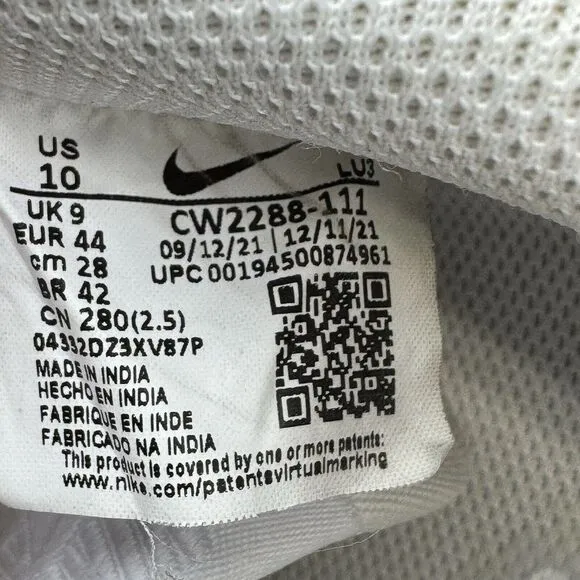 US
10
LU3
UK 9
CW2288-111
EUR 44
09/12/21 | 12/11/21
cm 28
UPC 00194500874961
BR 42
CN 280(2.5)
MADE IN INDIA
HECHO EN INDIA
FABRIQUE EN INDE
FABRICADO NA INDIA
This product is covered by one or more patents:
www.nike.com/patentsvirtualmarking